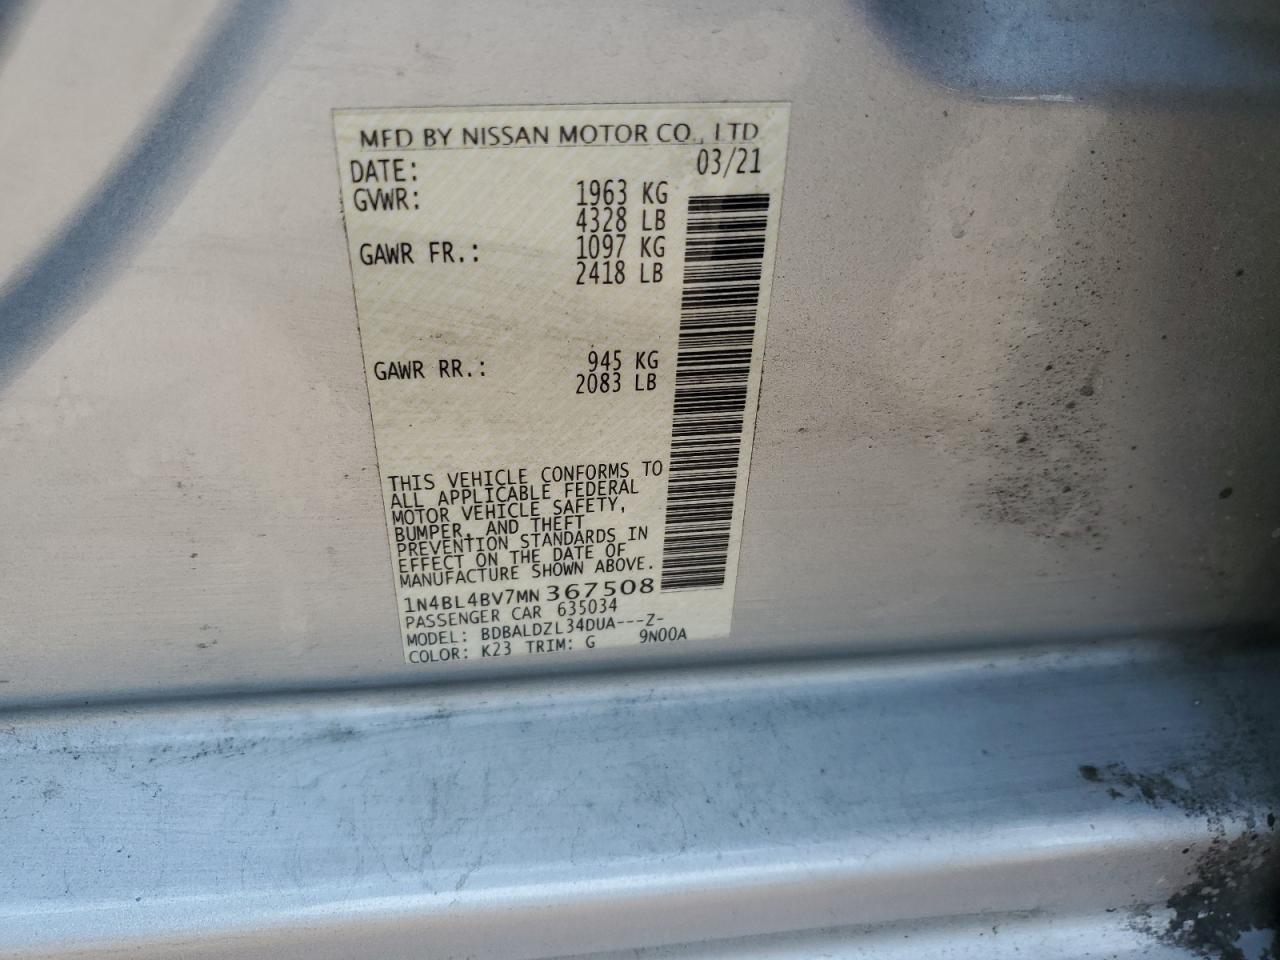 MFD BY NISSAN MOTOR CO., LTD
DATE: 03/21
GVWR: 1963 KG
4328 LB
GAWR FR.: 1097 KG
2418 LB
GAWR RR.: 945 KG
2083 LB
THIS VEHICLE CONFORMS TO
ALL APPLICABLE FEDERAL
MOTOR VEHICLE SAFETY,
BUMPER, AND THEFT
PREVENTION STANDARDS IN
EFFECT ON THE DATE OF
MANUFACTURE SHOWN ABOVE.
1N4BL4BV7MN367508
PASSENGER CAR 635034
MODEL: BDBALDZL34DUA---Z-
COLOR: K23 TRIM: G 9N00A